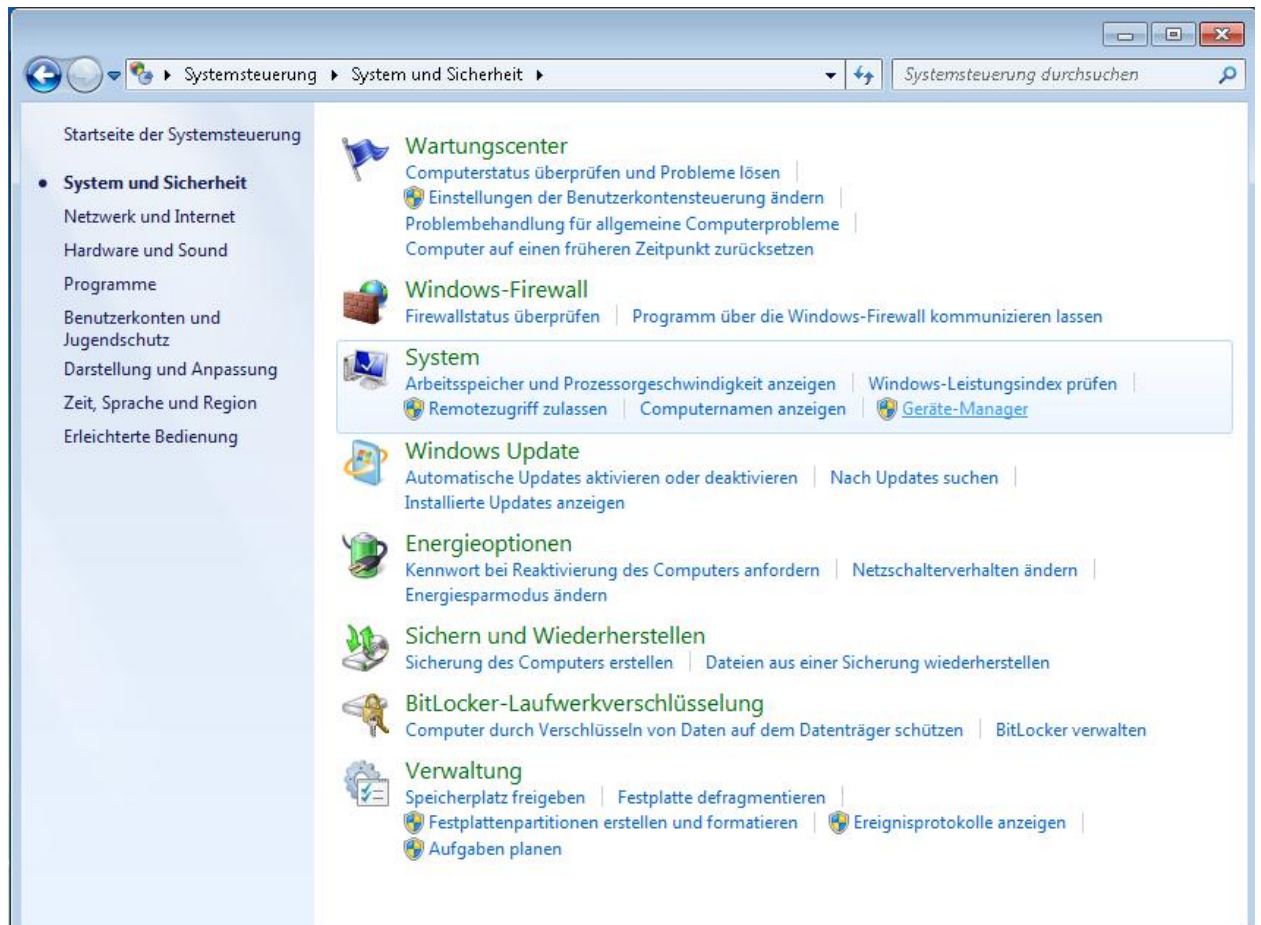 Systemsteuerung System und Sicherheit Systemsteuerung durchsuchen
Startseite der Systemsteuerung
System und Sicherheit
Netzwerk und Internet
Hardware und Sound
Programme
Benutzerkonten und
Jugendschutz
Darstellung und Anpassung
Zeit, Sprache und Region
Erleichterte Bedienung
Wartungscenter
Computerstatus überprüfen und Probleme lösen
Einstellungen der Benutzerkontensteuerung ändern
Problembehandlung für allgemeine Computerprobleme
Computer auf einen früheren Zeitpunkt zurücksetzen
Windows-Firewall
Firewallstatus überprüfen Programm über die Windows-Firewall kommunizieren lassen
System
Arbeitsspeicher und Prozessorgeschwindigkeit anzeigen Windows-Leistungsindex prüfen
Remotezugriff zulassen Computernamen anzeigen Geräte-Manager
Windows Update
Automatische Updates aktivieren oder deaktivieren Nach Updates suchen
Installierte Updates anzeigen
Energieoptionen
Kennwort bei Reaktivierung des Computers anfordern Netzschalterverhalten ändern
Energiesparmodus ändern
Sichern und Wiederherstellen
Sicherung des Computers erstellen Dateien aus einer Sicherung wiederherstellen
BitLocker-Laufwerkverschlüsselung
Computer durch Verschlüsseln von Daten auf dem Datenträger schützen BitLocker verwalten
Verwaltung
Speicherplatz freigeben Festplatte defragmentieren
Festplattenpartitionen erstellen und formatieren Ereignisprotokolle anzeigen
Aufgaben planen